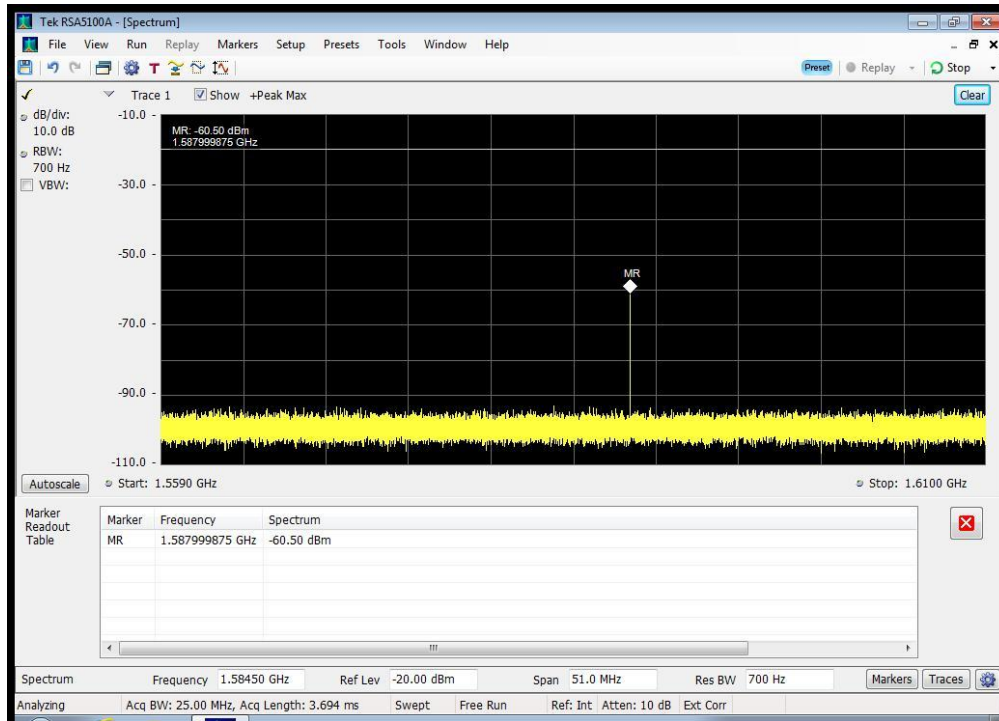 Tek RSA5100A - [Spectrum]
File View Run Replay Markers Setup Presets Tools Window Help
T Preset Replay Stop
Trace 1 Show +Peak Max Clear
dB/div:
10.0 dB
RBW:
700 Hz
VBW:
-10.0 -
MR: -60.50 dBm
1.587999875 GHz
-30.0 -
-50.0 -
MR
-70.0 -
-90.0 -
-110.0 -
Autoscale Start: 1.5590 GHz Stop: 1.6100 GHz
Marker
Readout
Table
Marker Frequency Spectrum
MR 1.587999875 GHz -60.50 dBm
Spectrum Frequency 1.58450 GHz Ref Lev -20.00 dBm Span 51.0 MHz Res BW 700 Hz Markers Traces
Analyzing Acq BW: 25.00 MHz, Acq Length: 3.694 ms Swept Free Run Ref: Int Atten: 10 dB Ext Corr